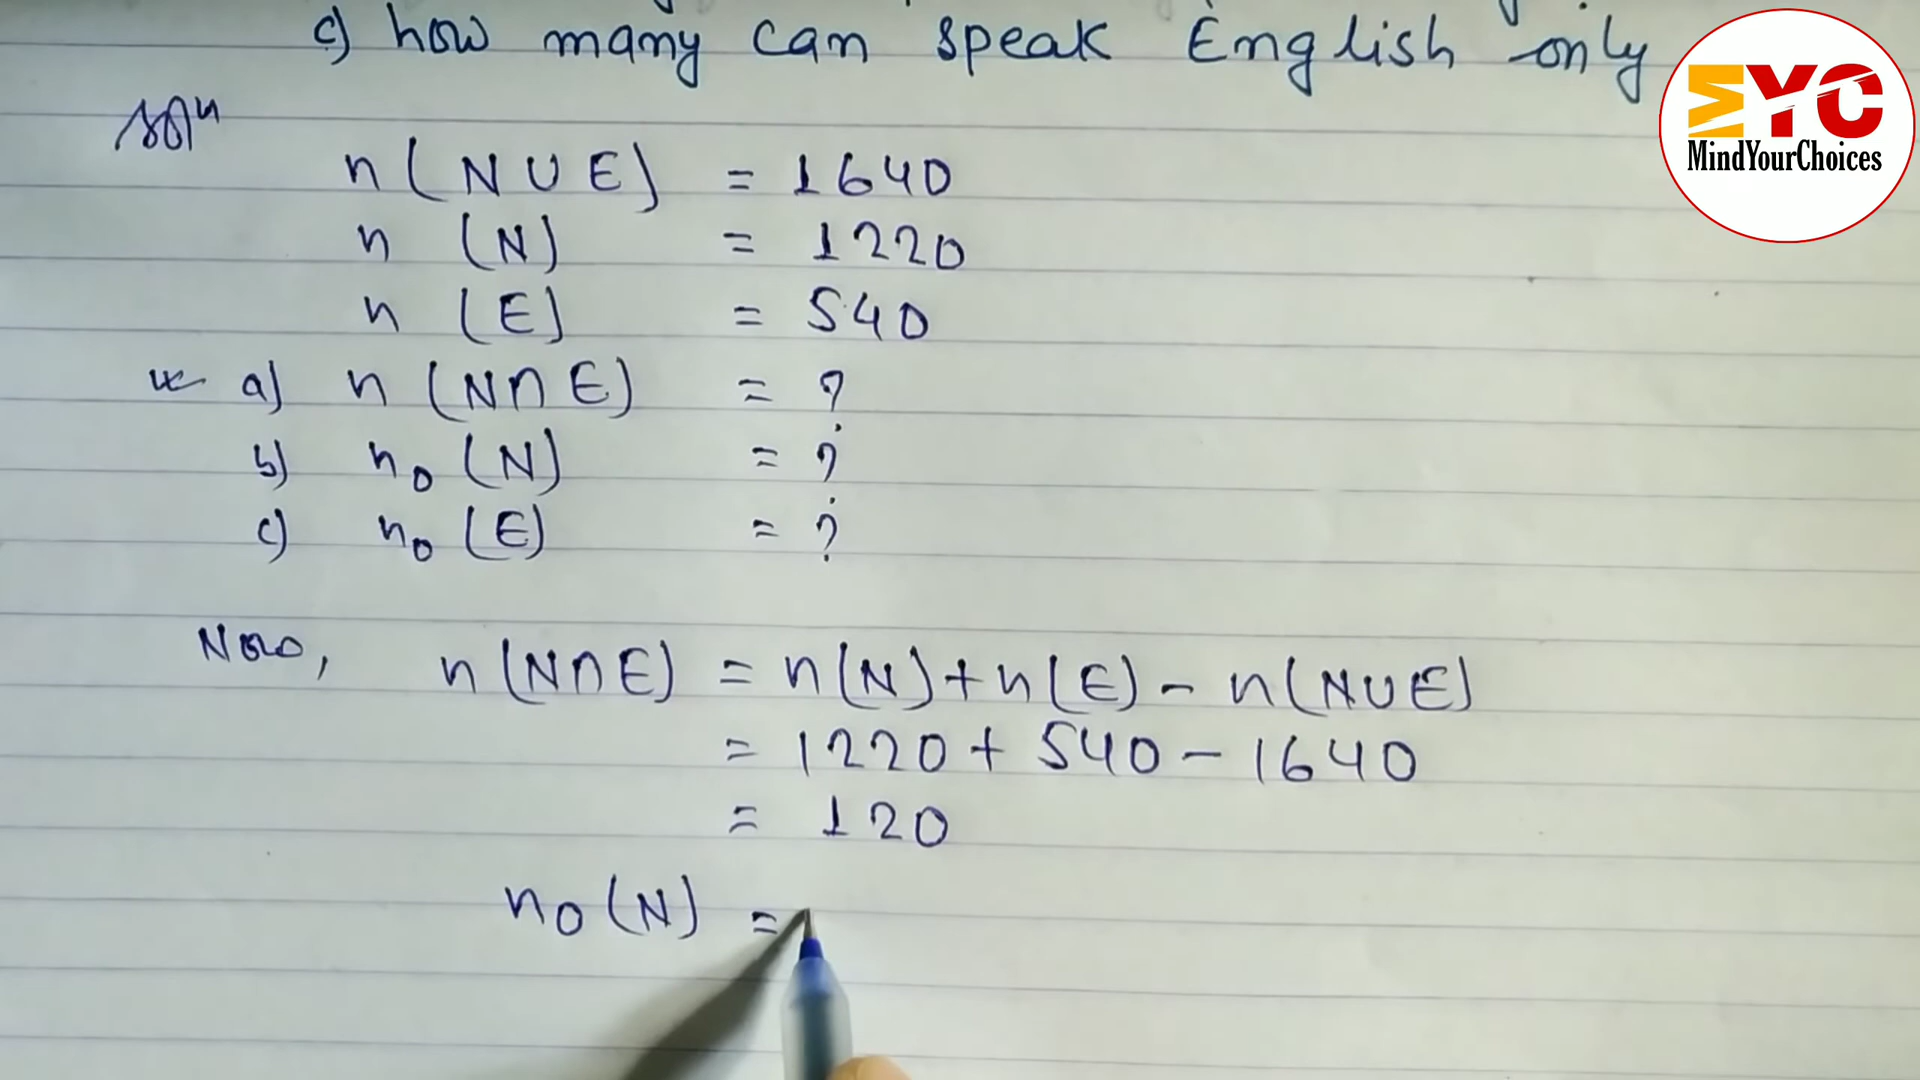 c) how many can speak English only
MYC
MindYourChoices
Solⁿ
n(N∪E) = 1640
n (N) = 1220
n (E) = 540
a) n (N∩E) = ?
b) n₀ (N) = ?
c) n₀ (E) = ?
Now, n(N∩E) = n(N)+n(E)-n(N∪E)
= 1220+540-1640
= 120
n₀(N) =